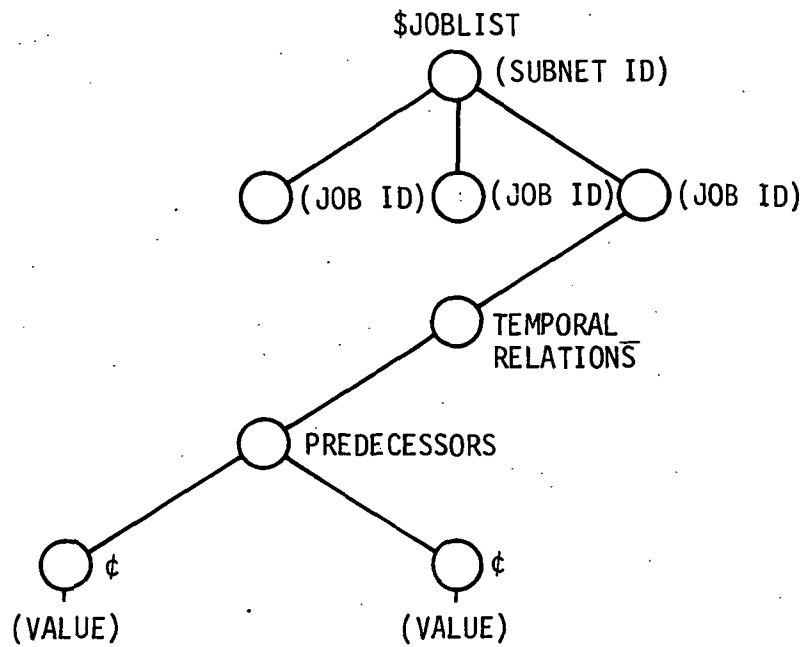 $JOBLIST
(SUBNET ID)
(JOB ID) (JOB ID) (JOB ID)
TEMPORAL
RELATIONS
PREDECESSORS
¢ ¢
(VALUE) (VALUE)